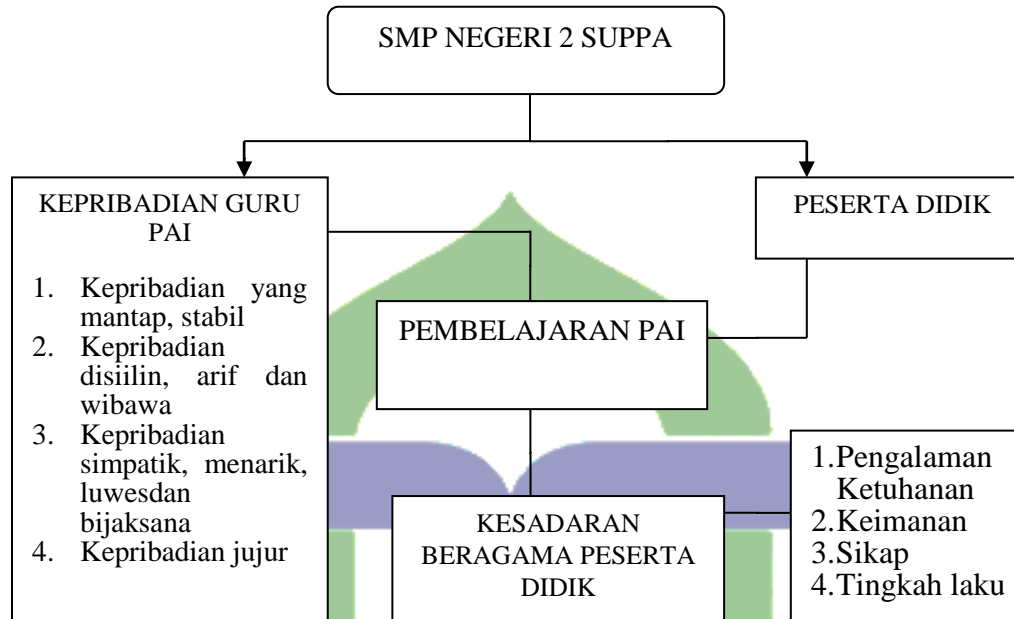 SMP NEGERI 2 SUPPA
KEPRIBADIAN GURU
PAI
1. Kepribadian yang
mantap, stabil
2. Kepribadian
disiilin, arif dan
wibawa
3. Kepribadian
simpatik, menarik,
luwesdan
bijaksana
4. Kepribadian jujur
PESERTA DIDIK
PEMBELAJARAN PAI
KESADARAN
BERAGAMA PESERTA
DIDIK
1.Pengalaman
Ketuhanan
2.Keimanan
3.Sikap
4.Tingkah laku